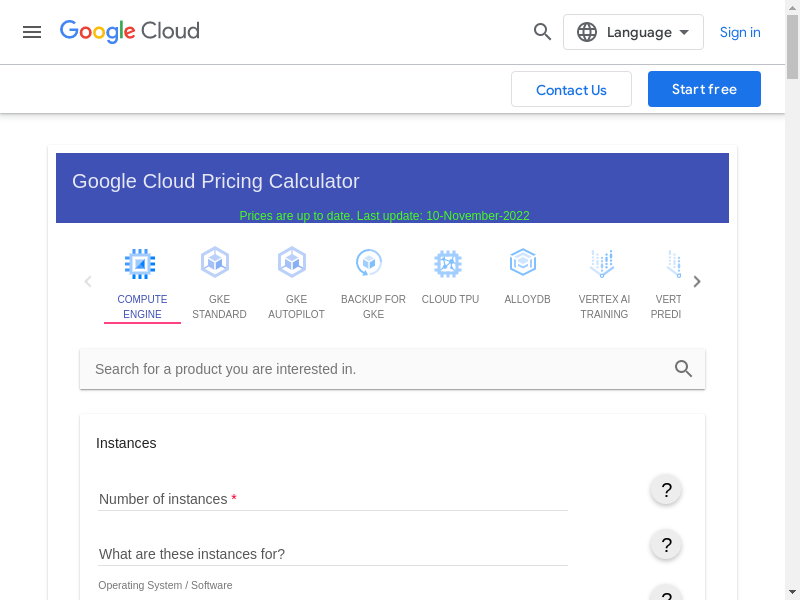 Google Cloud
Language
Sign in
Contact Us
Start free
Google Cloud Pricing Calculator
Prices are up to date. Last update: 10-November-2022
COMPUTE
ENGINE
GKE
STANDARD
GKE
AUTOPILOT
BACKUP FOR
GKE
CLOUD TPU
ALLOYDB
VERTEX AI
TRAINING
VERT
PREDI
Search for a product you are interested in.
Instances
Number of instances *
?
What are these instances for?
?
Operating System / Software
?